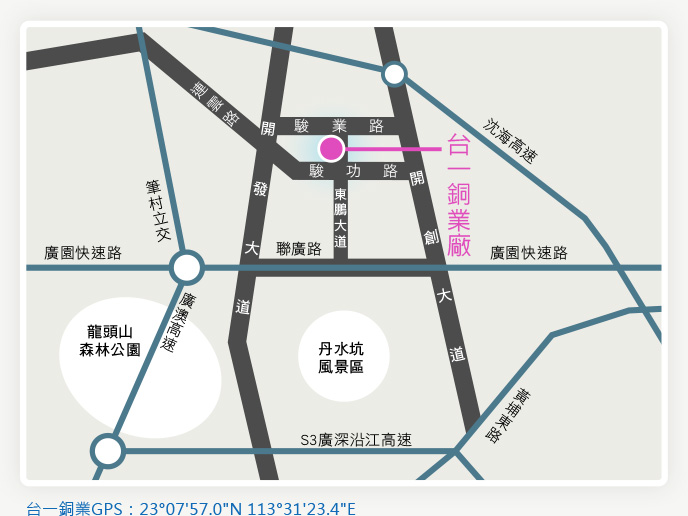 連雲路
開發大道
駿業路
駿功路
東鵬大道
開創大道
台一銅業廠
沈海高速
筆村立交
廣園快速路
聯廣路
廣園快速路
廣澳高速
龍頭山
森林公園
丹水坑
風景區
黃埔東路
S3廣深沿江高速
台一銅業GPS：23°07'57.0"N 113°31'23.4"E